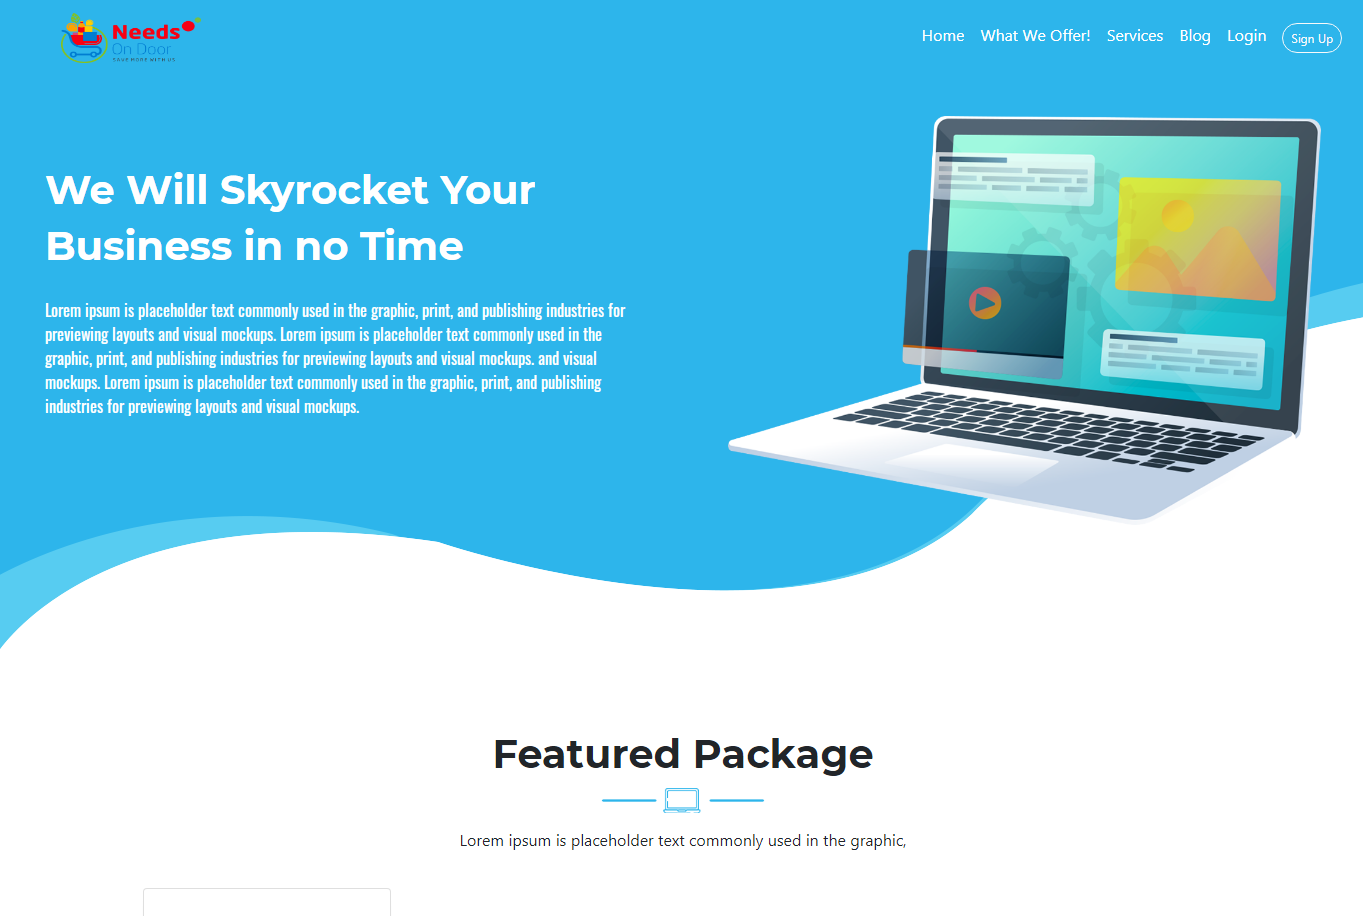 Needs
On Door
SAVE MORE WITH US
Home What We Offer! Services Blog Login Sign Up
We Will Skyrocket Your
Business in no Time
Lorem ipsum is placeholder text commonly used in the graphic, print, and publishing industries for
previewing layouts and visual mockups. Lorem ipsum is placeholder text commonly used in the
graphic, print, and publishing industries for previewing layouts and visual mockups. and visual
mockups. Lorem ipsum is placeholder text commonly used in the graphic, print, and publishing
industries for previewing layouts and visual mockups.
Featured Package
Lorem ipsum is placeholder text commonly used in the graphic,